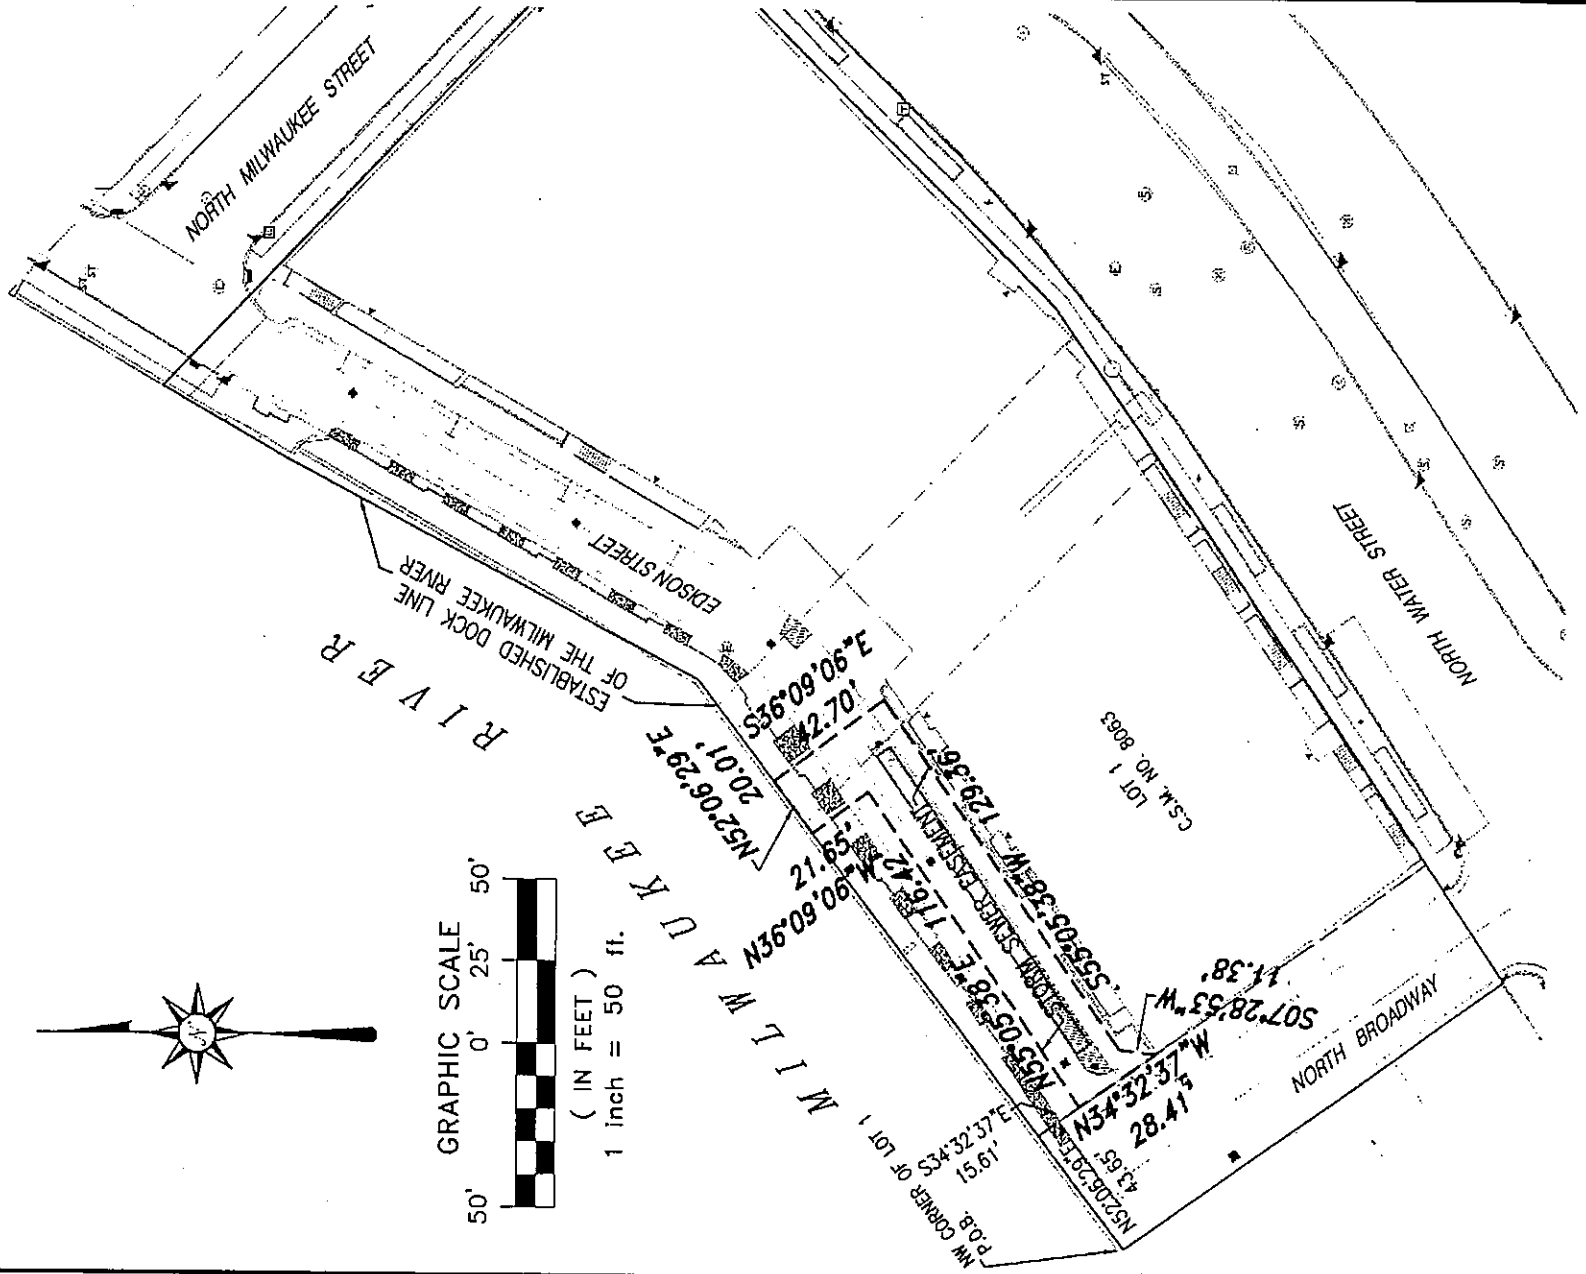 NORTH MILWAUKEE STREET
ESTABLISHED DOCK LINE
OF THE MILWAUKEE RIVER
EDISON STREET
MILWAUKEE RIVER
GRAPHIC SCALE
50' 0' 25' 50'
( IN FEET )
1 inch = 50 ft.
N52°06'29"E
20.01'
S36°09'06"E
42.70'
21.65'
N36°09'06"W
N55°05'38"E 116.42'
STORM SEWER EASEMENT
S55°05'38"W 129.36'
LOT 1
C.S.M. NO. 8063
NORTH WATER STREET
S07°28'53"W
11.38'
N34°32'37"W
28.41'
NORTH BROADWAY
NW CORNER OF LOT 1
P.O.B.
S34°32'37"E
15.61'
N52°06'29"E
43.65'
ST
ST
ST
ST